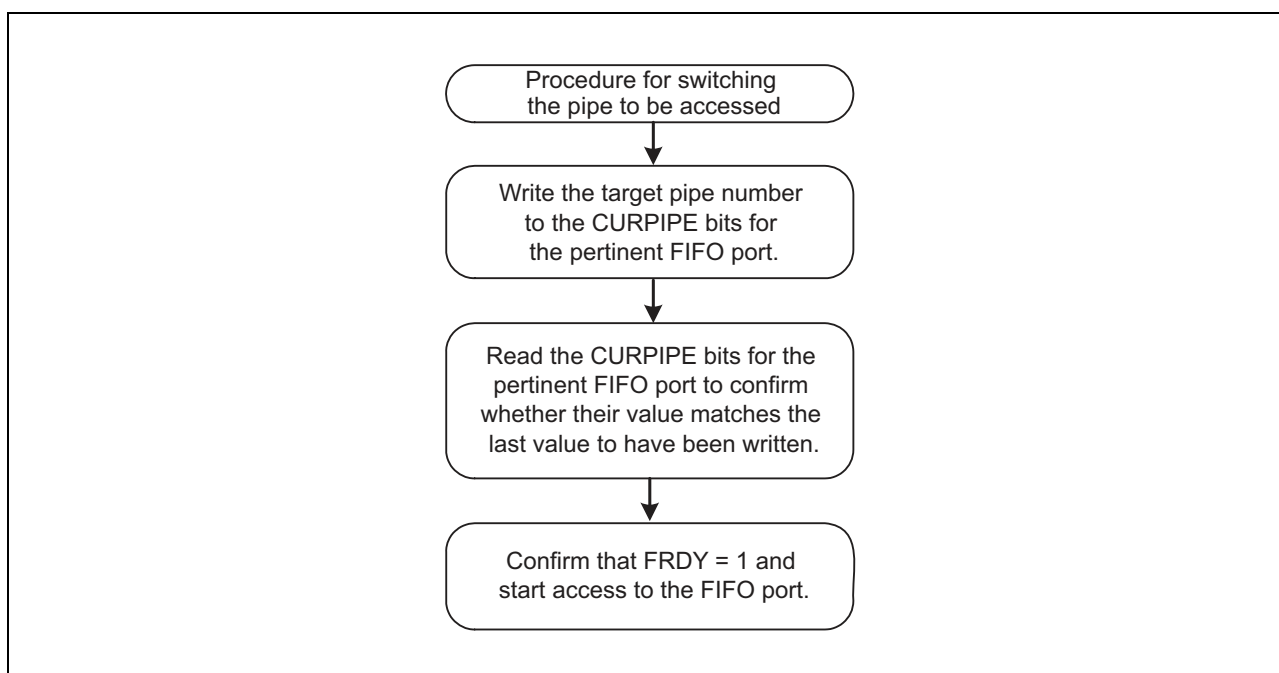 Procedure for switching
the pipe to be accessed
Write the target pipe number
to the CURPIPE bits for
the pertinent FIFO port.
Read the CURPIPE bits for the
pertinent FIFO port to confirm
whether their value matches the
last value to have been written.
Confirm that FRDY = 1 and
start access to the FIFO port.